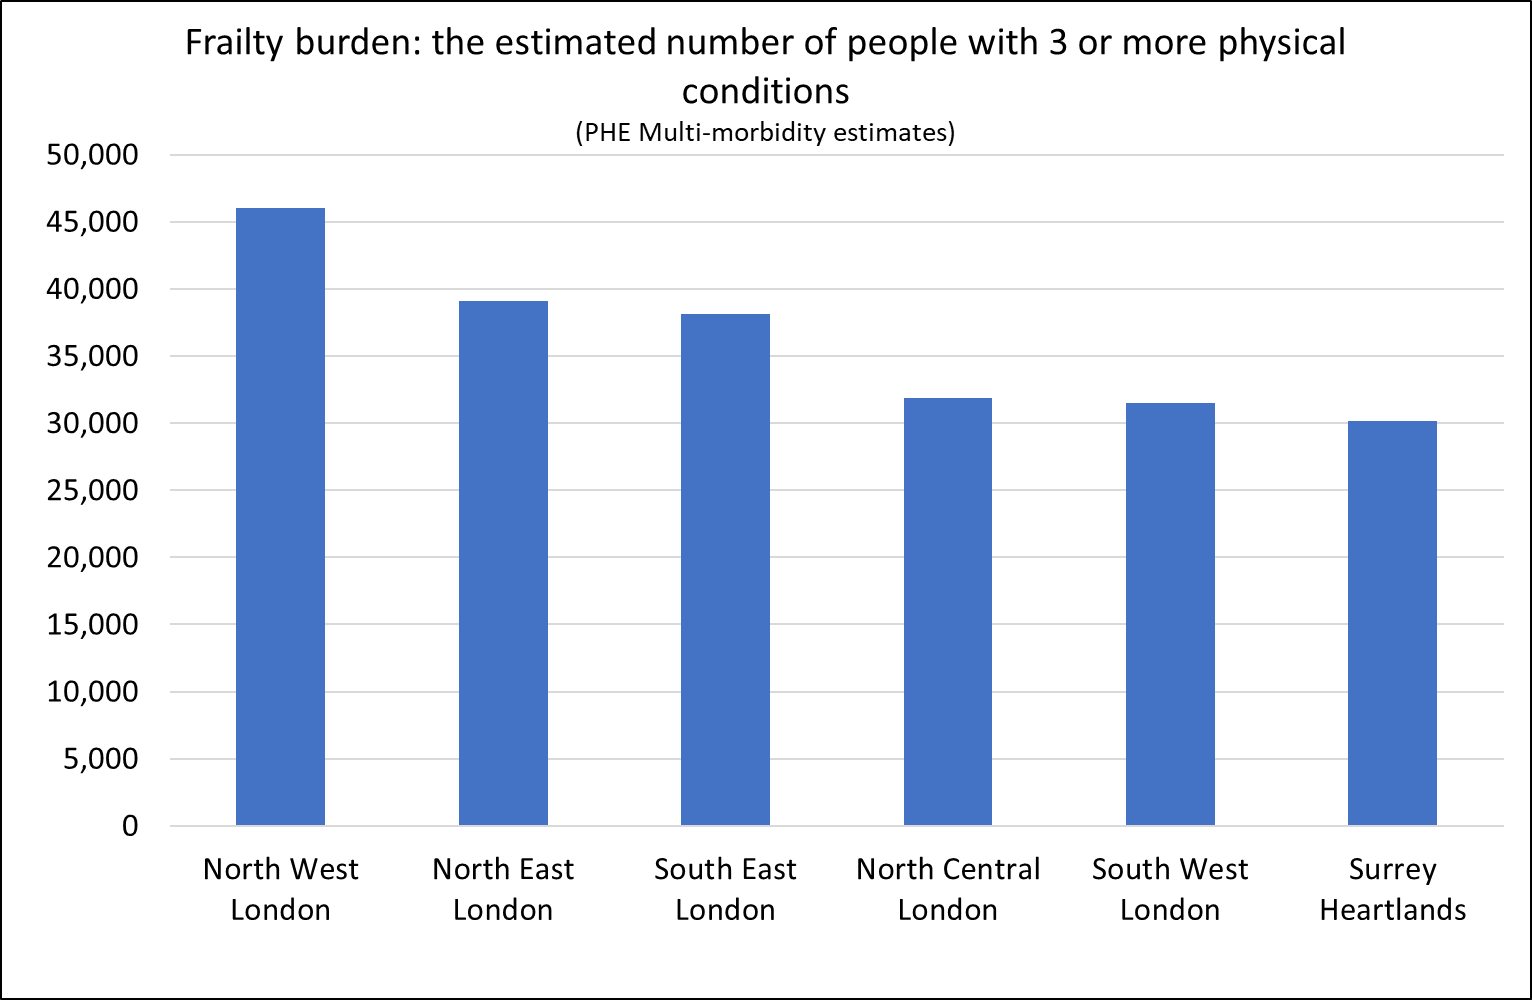 Frailty burden: the estimated number of people with 3 or more physical
conditions
(PHE Multi-morbidity estimates)
50,000
45,000
40,000
35,000
30,000
25,000
20,000
15,000
10,000
5,000
0
North West
London
North East
London
South East
London
North Central
London
South West
London
Surrey
Heartlands